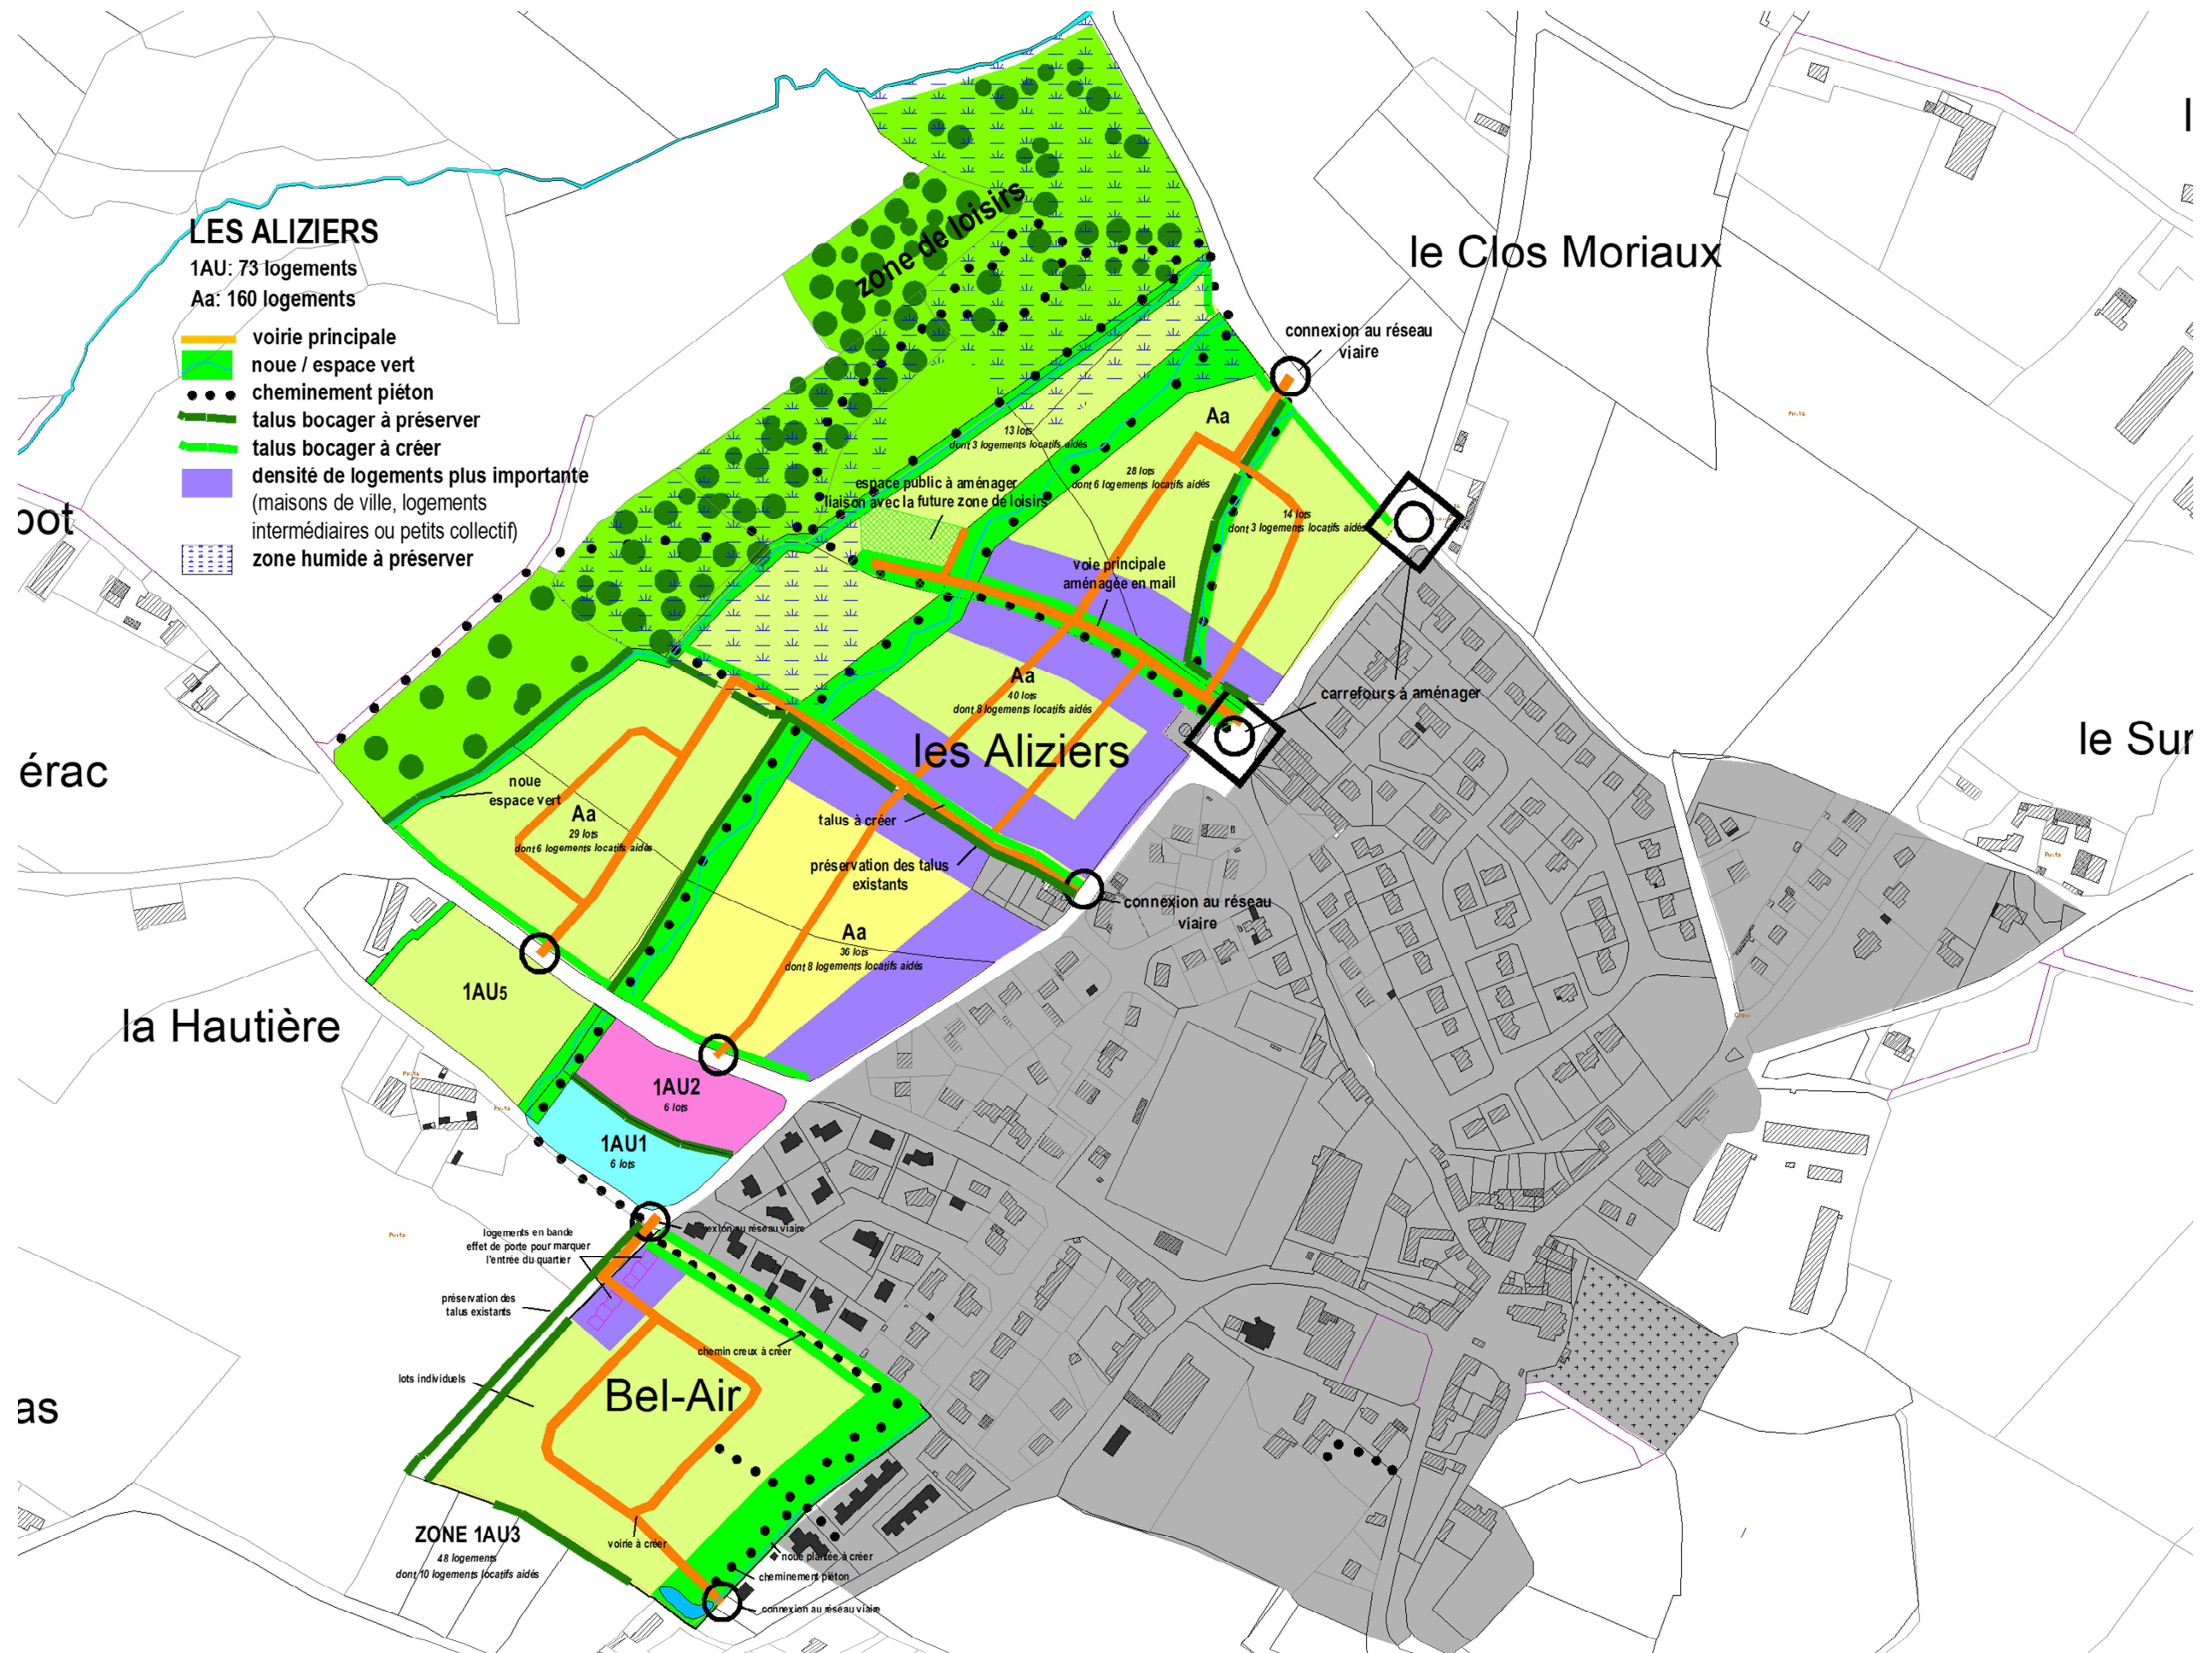 LES ALIZIERS
1AU: 73 logements
Aa: 160 logements
voirie principale
noue / espace vert
cheminement piéton
talus bocager à préserver
talus bocager à créer
densité de logements plus importante
(maisons de ville, logements
intermédiaires ou petits collectif)
zone humide à préserver
zone de loisirs
le Clos Moriaux
connexion au réseau
viaire
Aa
13 lots
dont 3 logements locatifs aidés
28 lots
dont 6 logements locatifs aidés
espace public à aménager
liaison avec la future zone de loisirs
14 lots
dont 3 logements locatifs aidés
voie principale
aménagée en mail
carrefours à aménager
Aa
40 lots
dont 8 logements locatifs aidés
les Aliziers
le Sur
érac
noue
espace vert
Aa
29 lots
dont 6 logements locatifs aidés
talus à créer
préservation des talus
existants
connexion au réseau
viaire
Aa
36 lots
dont 8 logements locatifs aidés
1AU5
la Hautière
1AU2
6 lots
1AU1
6 lots
Puits
Puits
Puits
Puits
Puits
logements en bande
effet de porte pour marquer
l'entrée du quartier
exion au réseau viaire
préservation des
talus existants
chemin creux à créer
lots individuels
Bel-Air
as
ZONE 1AU3
48 logements
dont 10 logements locatifs aidés
voirie à créer
noue plantée à créer
cheminement piéton
connexion au réseau viaire